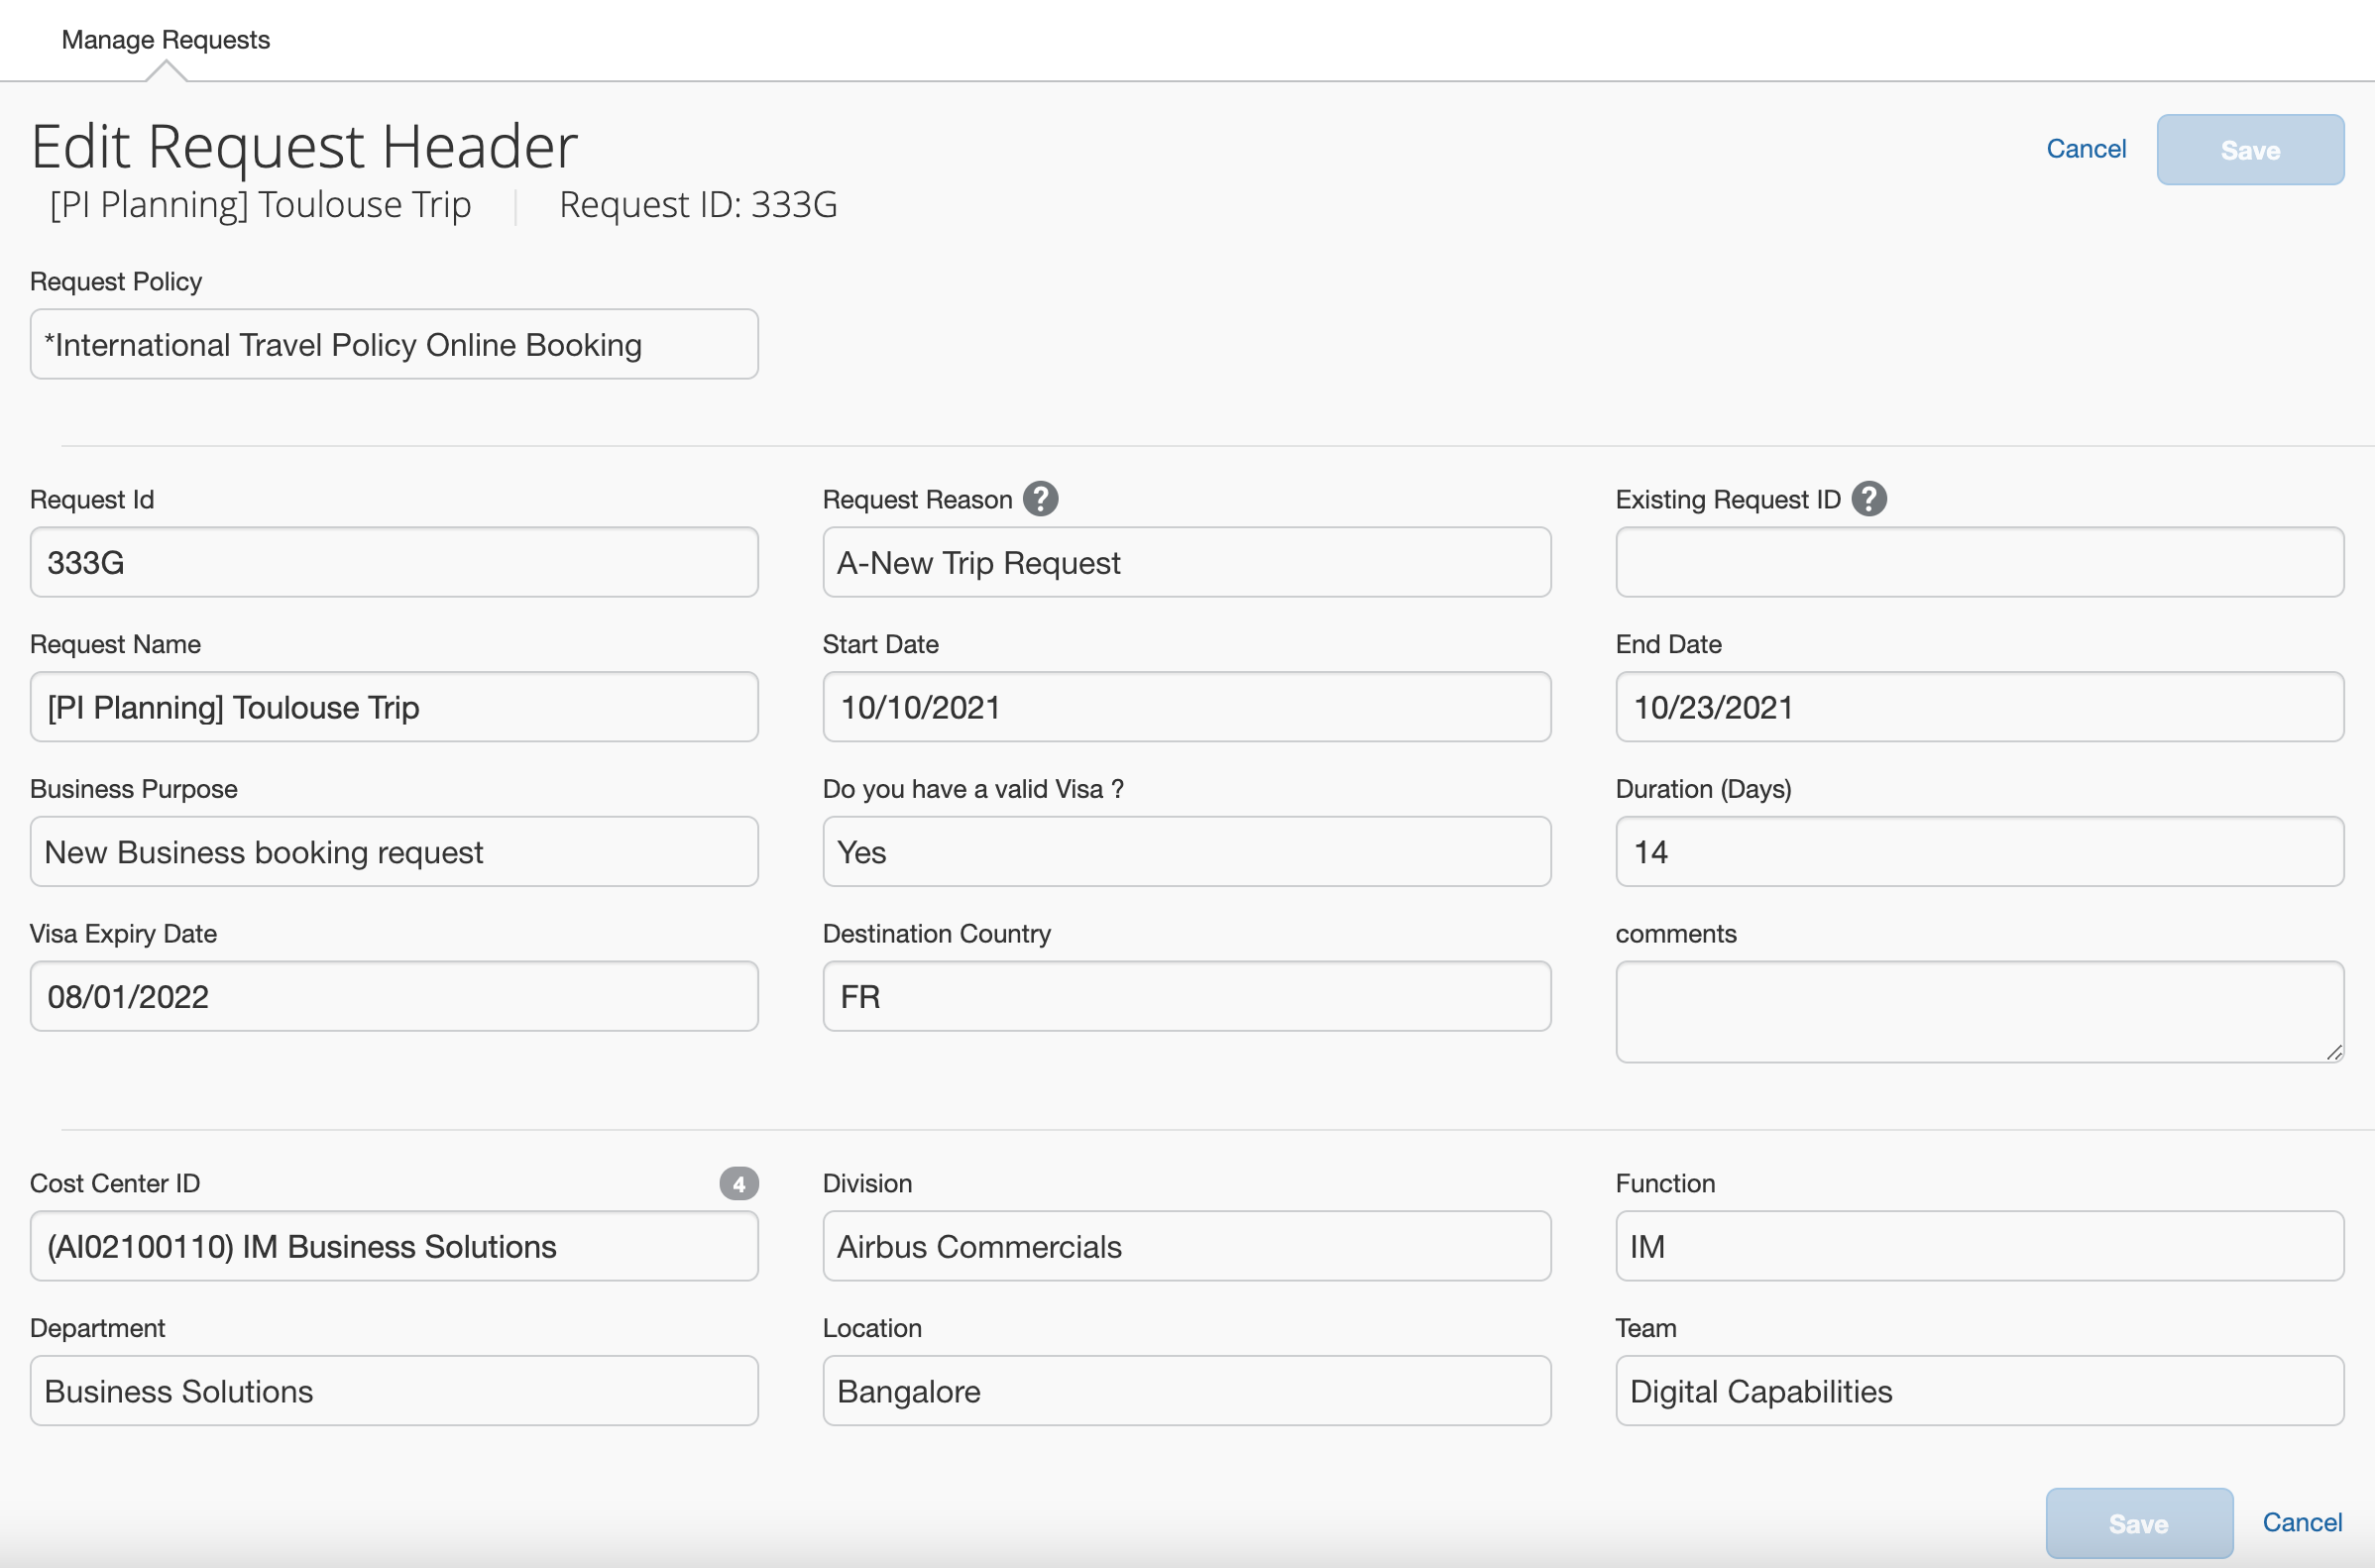 Manage Requests
Edit Request Header
Cancel
Save
[PI Planning] Toulouse Trip
Request ID: 333G
Request Policy
*International Travel Policy Online Booking
Request Id
Request Reason ?
Existing Request ID ?
333G
A-New Trip Request
Request Name
Start Date
End Date
[PI Planning] Toulouse Trip
10/10/2021
10/23/2021
Business Purpose
Do you have a valid Visa ?
Duration (Days)
New Business booking request
Yes
14
Visa Expiry Date
Destination Country
comments
08/01/2022
FR
Cost Center ID
4
Division
Function
(AI02100110) IM Business Solutions
Airbus Commercials
IM
Department
Location
Team
Business Solutions
Bangalore
Digital Capabilities
Save
Cancel